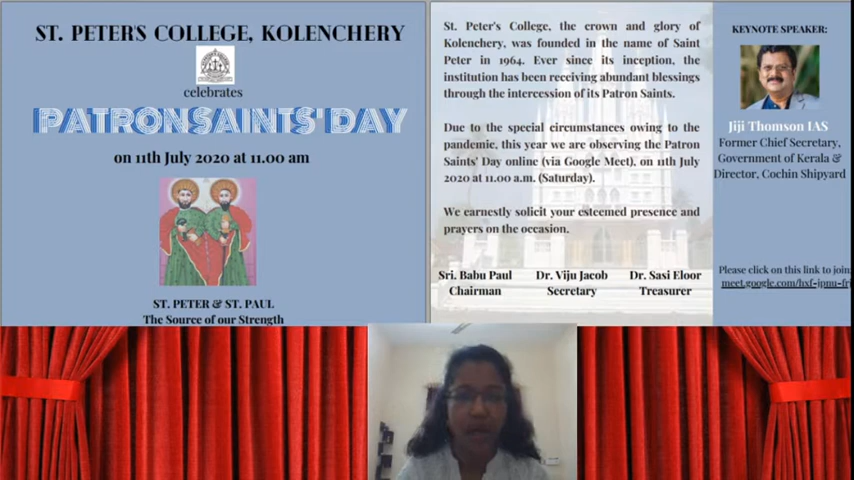 ST. PETER'S COLLEGE, KOLENCHERY
celebrates
PATRON SAINTS' DAY
on 11th July 2020 at 11.00 am
ST. PETER & ST. PAUL
The Source of our Strength
St. Peter's College, the crown and glory of
Kolenchery, was founded in the name of Saint
Peter in 1964. Ever since its inception, the
institution has been receiving abundant blessings
through the intercession of its Patron Saints.
Due to the special circumstances owing to the
pandemic, this year we are observing the Patron
Saints' Day online (via Google Meet), on 11th July
2020 at 11.00 a.m. (Saturday).
We earnestly solicit your esteemed presence and
prayers on the occasion.
Sri. Babu Paul Dr. Viju Jacob Dr. Sasi Eloor
Chairman Secretary Treasurer
KEYNOTE SPEAKER:
Jiji Thomson IAS
Former Chief Secretary,
Government of Kerala &
Director, Cochin Shipyard
Please click on this link to join: